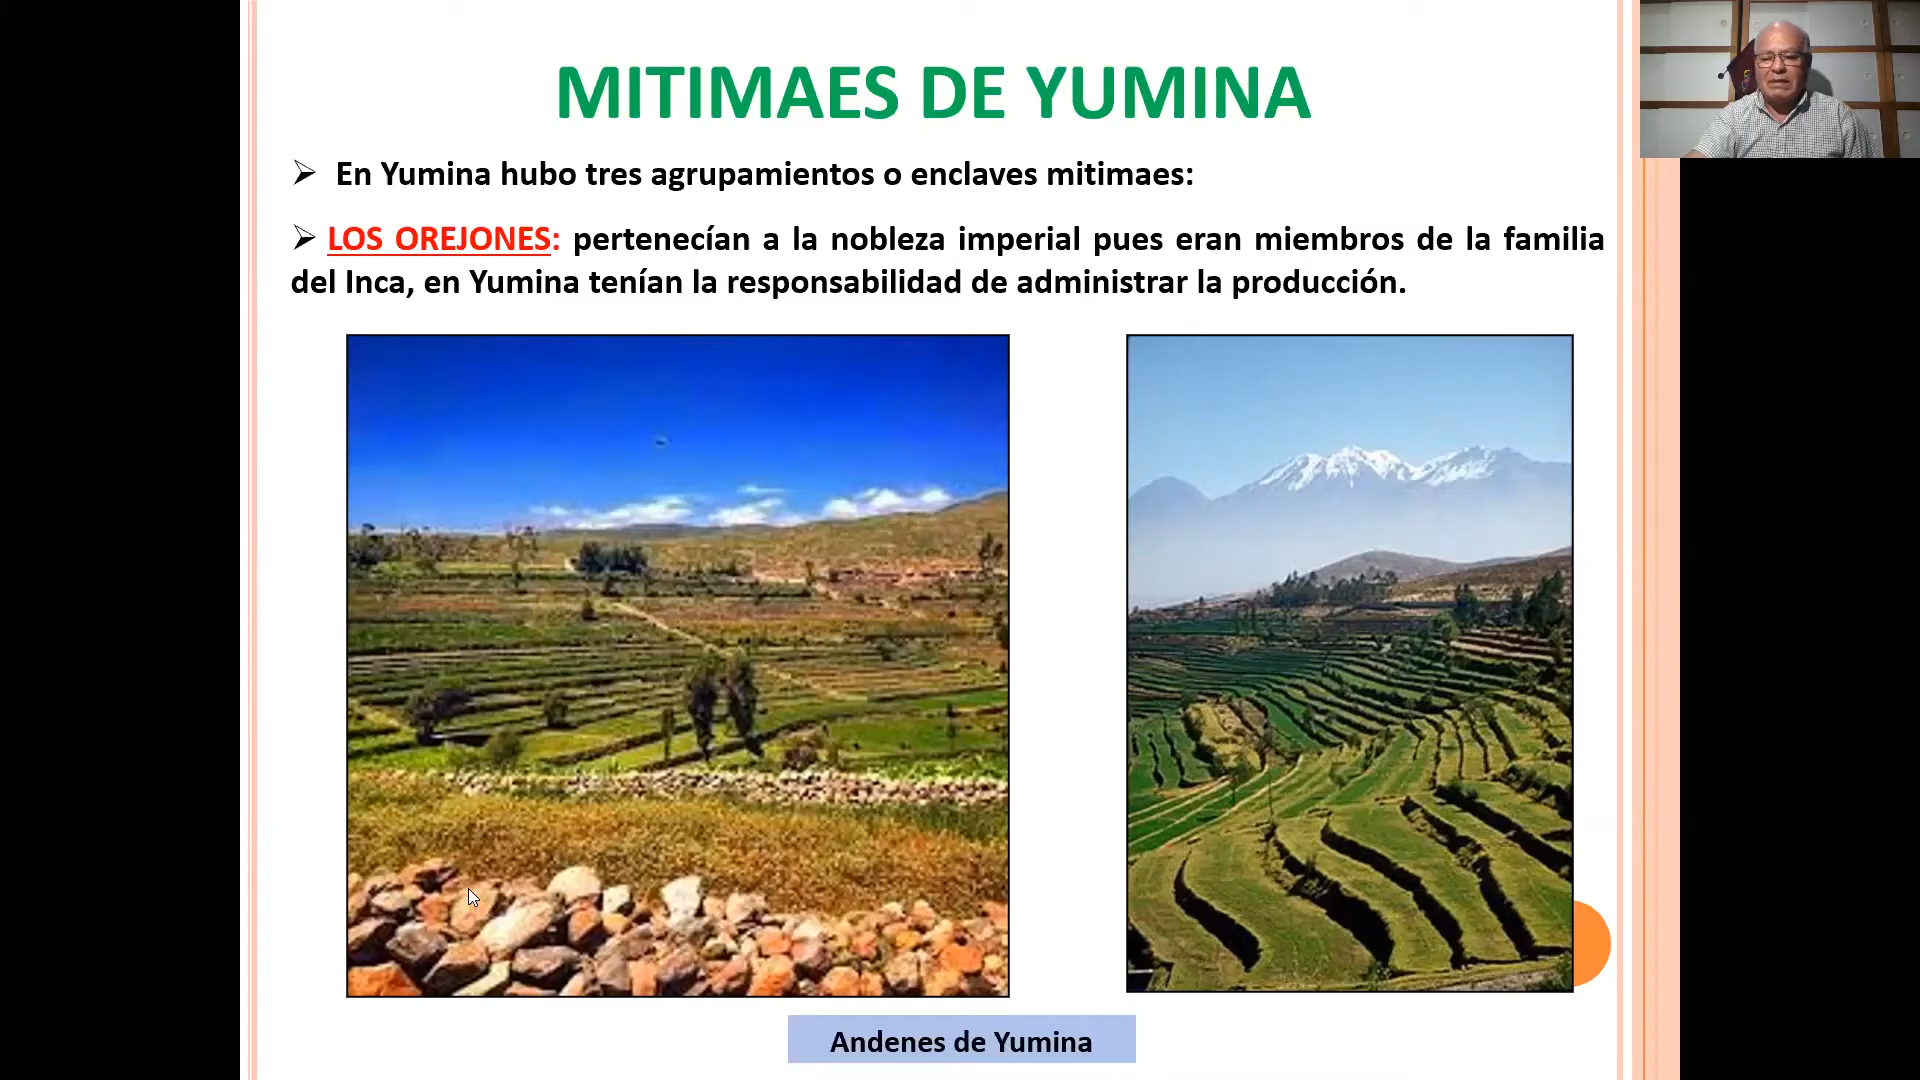 MITIMAES DE YUMINA
➢ En Yumina hubo tres agrupamientos o enclaves mitimaes:
➢ LOS OREJONES: pertenecían a la nobleza imperial pues eran miembros de la familia
del Inca, en Yumina tenían la responsabilidad de administrar la producción.
Andenes de Yumina